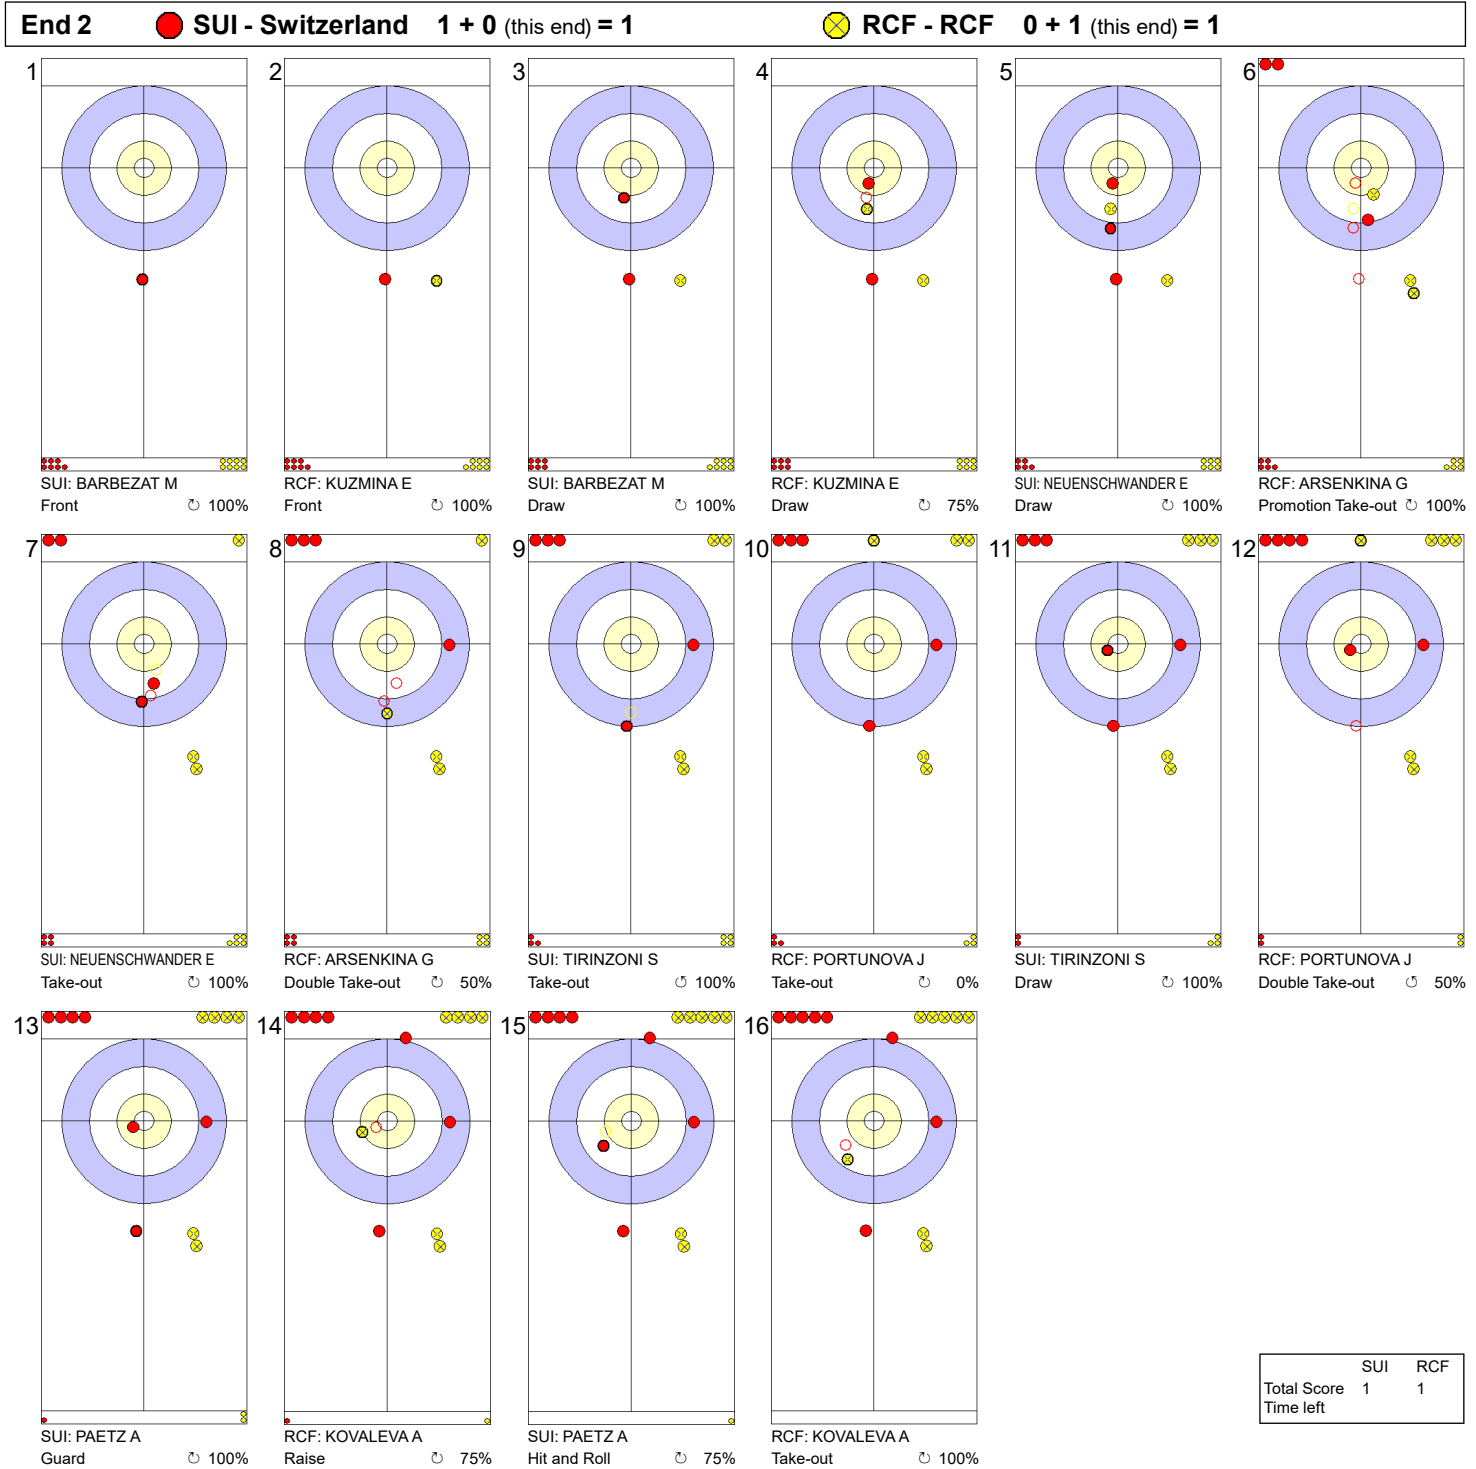 End 2 SUI - Switzerland 1 + 0 (this end) = 1 RCF - RCF 0 + 1 (this end) = 1
1 2 3 4 5 6
SUI: BARBEZAT M RCF: KUZMINA E SUI: BARBEZAT M RCF: KUZMINA E SUI: NEUENSCHWANDER E RCF: ARSENKINA G
Front ↻ 100% Front ↻ 100% Draw ↻ 100% Draw ↻ 75% Draw ↻ 100% Promotion Take-out ↻ 100%
7 8 9 10 11 12
SUI: NEUENSCHWANDER E RCF: ARSENKINA G SUI: TIRINZONI S RCF: PORTUNOVA J SUI: TIRINZONI S RCF: PORTUNOVA J
Take-out ↻ 100% Double Take-out ↺ 50% Take-out ↻ 100% Take-out ↻ 0% Draw ↺ 100% Double Take-out ↺ 50%
13 14 15 16
SUI: PAETZ A RCF: KOVALEVA A SUI: PAETZ A RCF: KOVALEVA A
Guard ↻ 100% Raise ↻ 75% Hit and Roll ↻ 75% Take-out ↻ 100%
SUI RCF
Total Score 1 1
Time left